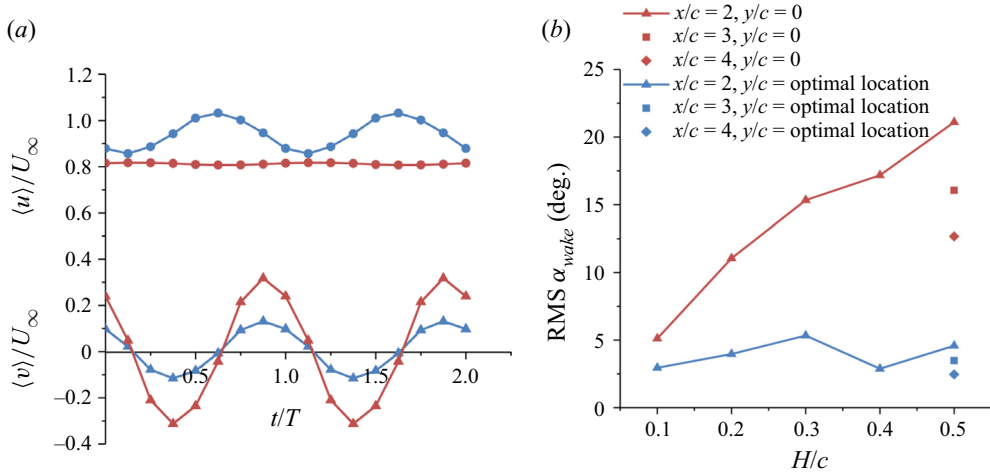 (a)
1.2
1.0
0.8
0.6
0.4
0.2
0
–0.2
–0.4
⟨u⟩/U∞
⟨v⟩/U∞
0.5 1.0 1.5 2.0
t/T
(b)
x/c = 2, y/c = 0
x/c = 3, y/c = 0
x/c = 4, y/c = 0
x/c = 2, y/c = optimal location
x/c = 3, y/c = optimal location
x/c = 4, y/c = optimal location
25
20
15
10
5
0
RMS αwake (deg.)
0.1 0.2 0.3 0.4 0.5
H/c